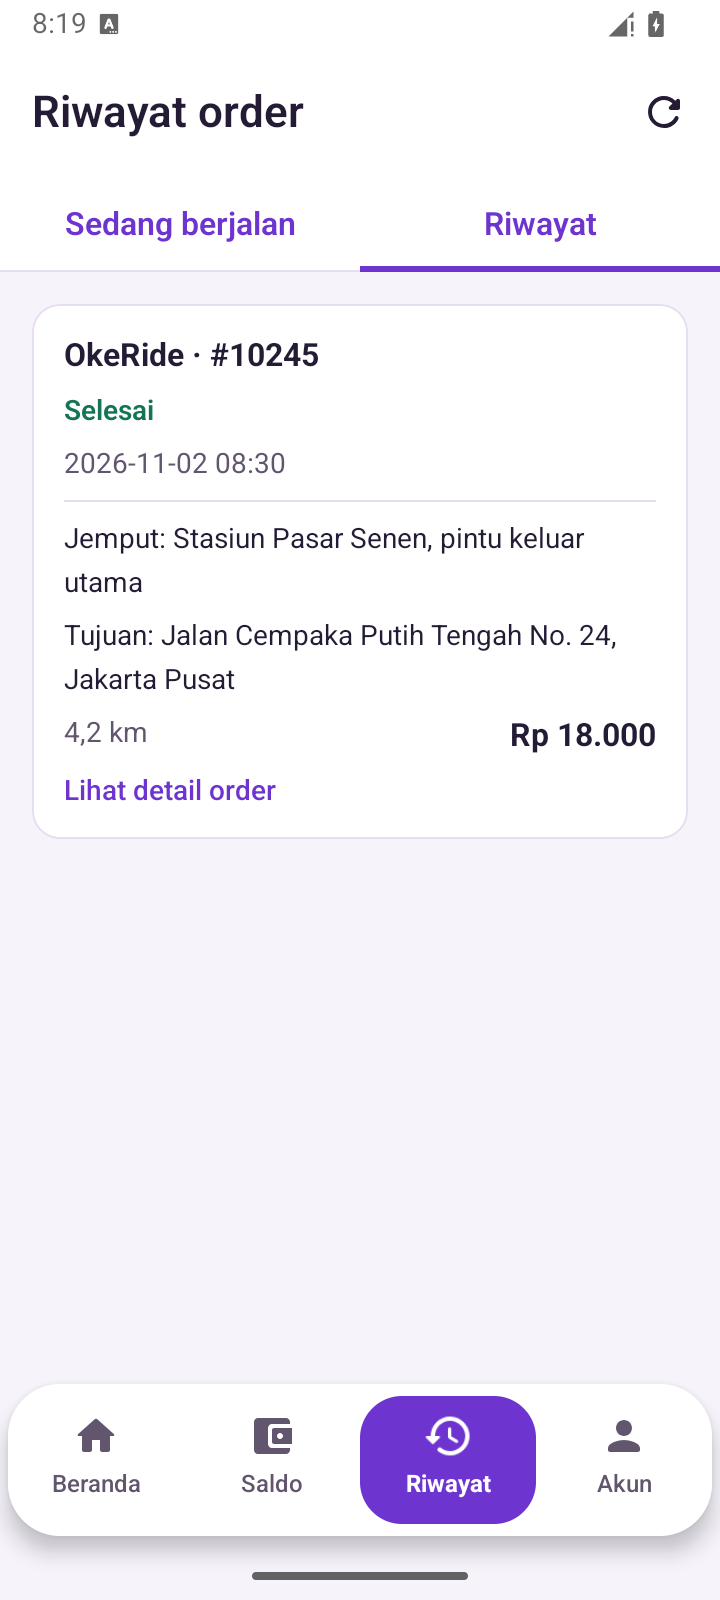 8:19
Riwayat order
Sedang berjalan
Riwayat
OkeRide · #10245
Selesai
2026-11-02 08:30
Jemput: Stasiun Pasar Senen, pintu keluar
utama
Tujuan: Jalan Cempaka Putih Tengah No. 24,
Jakarta Pusat
4,2 km
Rp 18.000
Lihat detail order
Beranda
Saldo
Riwayat
Akun